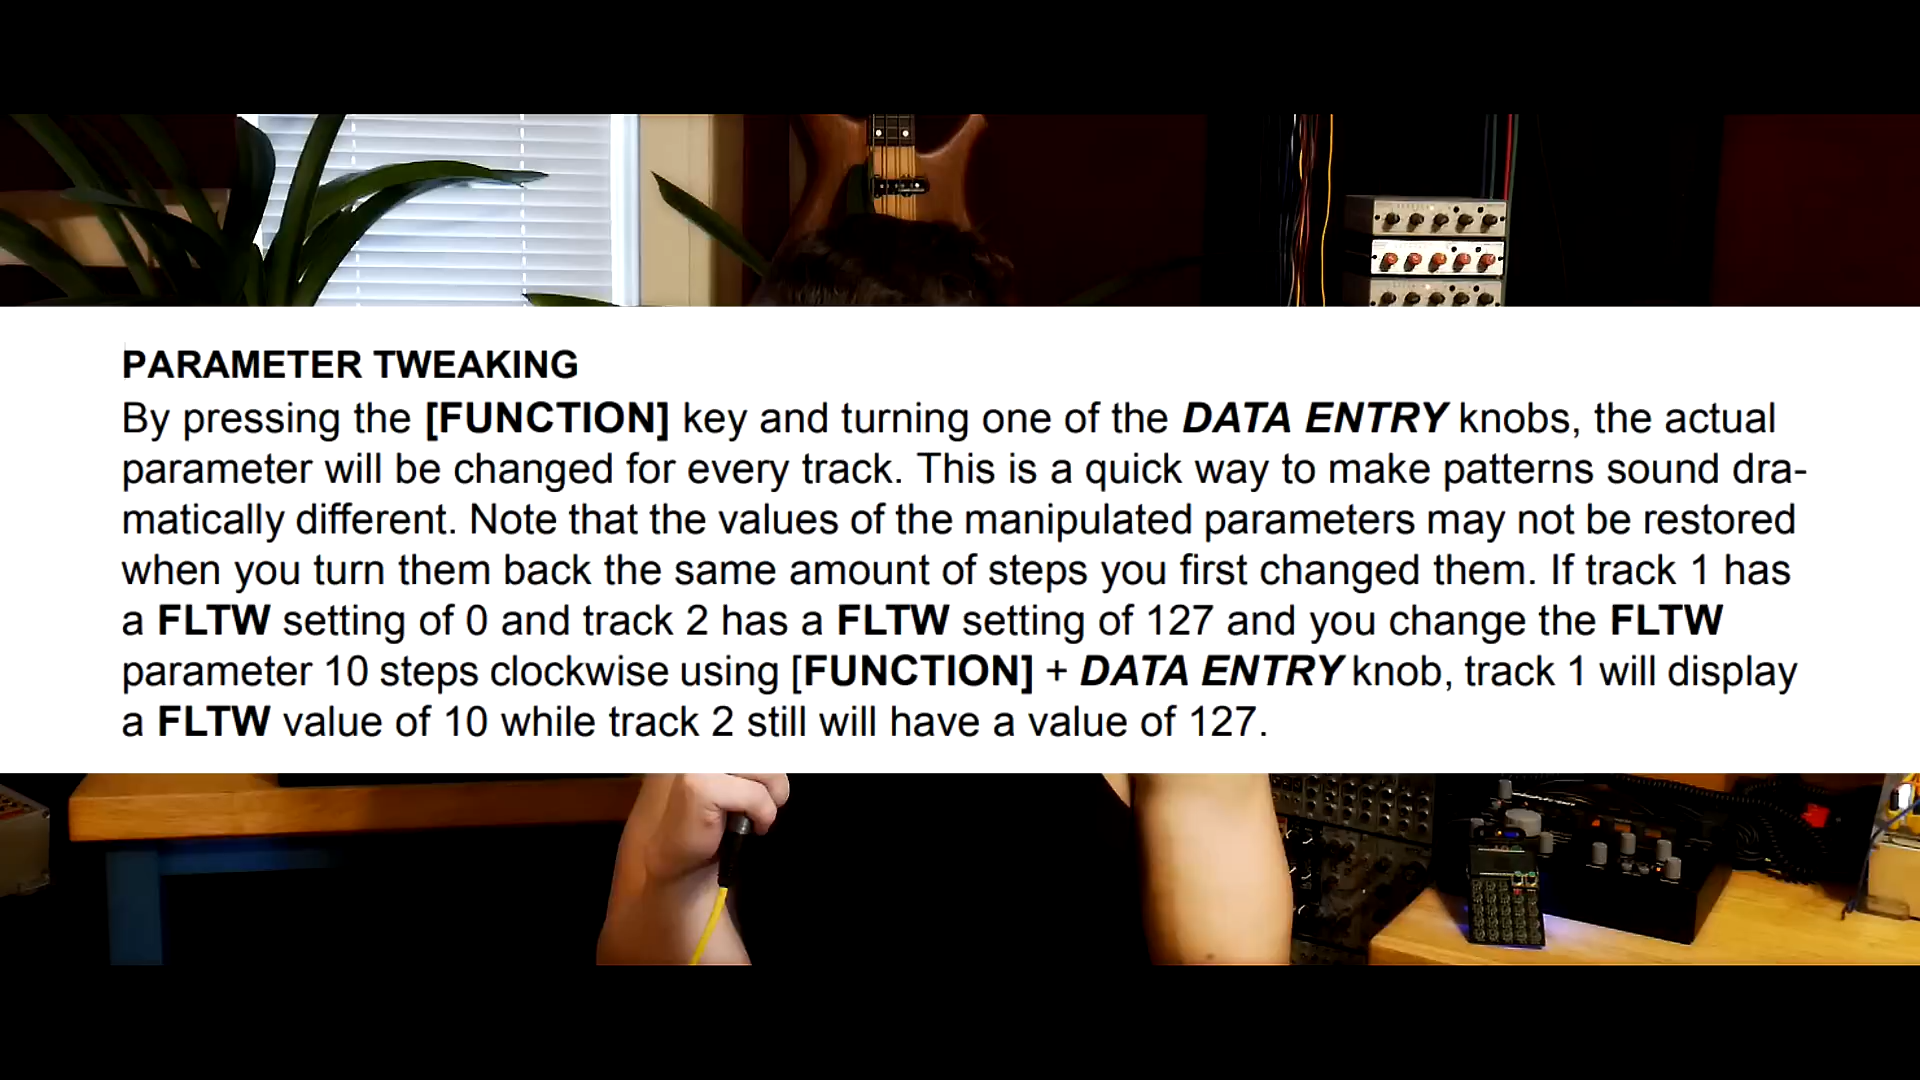 PARAMETER TWEAKING
By pressing the [FUNCTION] key and turning one of the DATA ENTRY knobs, the actual
parameter will be changed for every track. This is a quick way to make patterns sound dra-
matically different. Note that the values of the manipulated parameters may not be restored
when you turn them back the same amount of steps you first changed them. If track 1 has
a FLTW setting of 0 and track 2 has a FLTW setting of 127 and you change the FLTW
parameter 10 steps clockwise using [FUNCTION] + DATA ENTRY knob, track 1 will display
a FLTW value of 10 while track 2 still will have a value of 127.